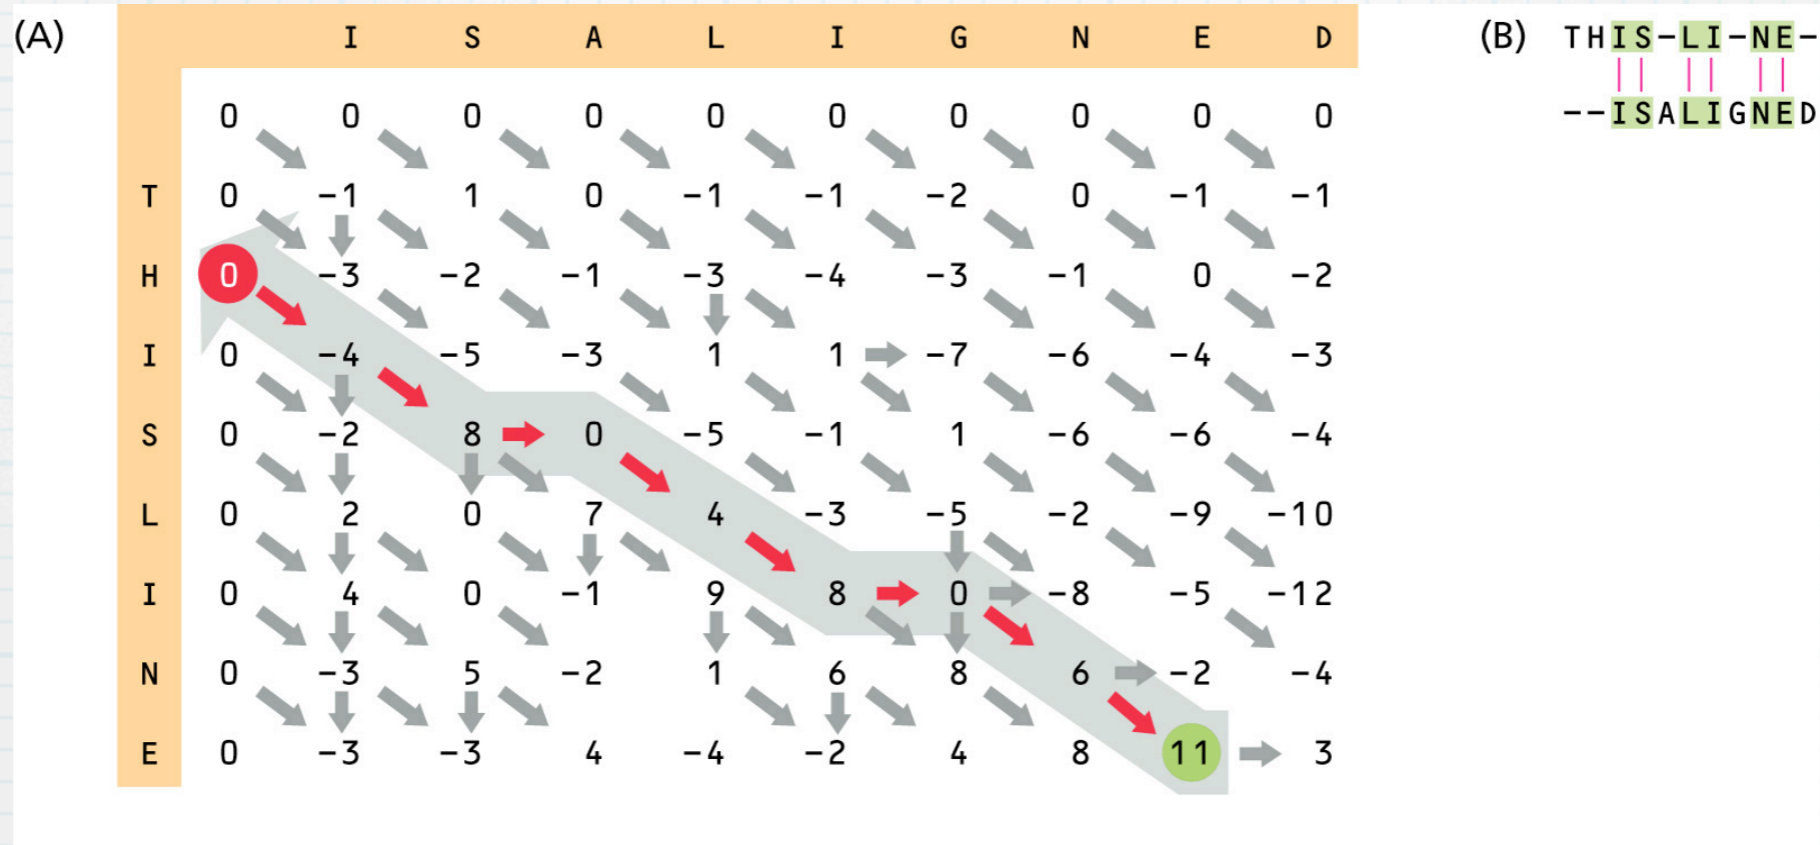 (A) I S A L I G N E D
0 0 0 0 0 0 0 0 0 0
T 0 −1 1 0 −1 −1 −2 0 −1 −1
H 0 −3 −2 −1 −3 −4 −3 −1 0 −2
I 0 −4 −5 −3 1 1 −7 −6 −4 −3
S 0 −2 8 0 −5 −1 1 −6 −6 −4
L 0 2 0 7 4 −3 −5 −2 −9 −10
I 0 4 0 −1 9 8 0 −8 −5 −12
N 0 −3 5 −2 1 6 8 6 −2 −4
E 0 −3 −3 4 −4 −2 4 8 11 3
(B) THIS−LI−NE−
−−ISALIGNED